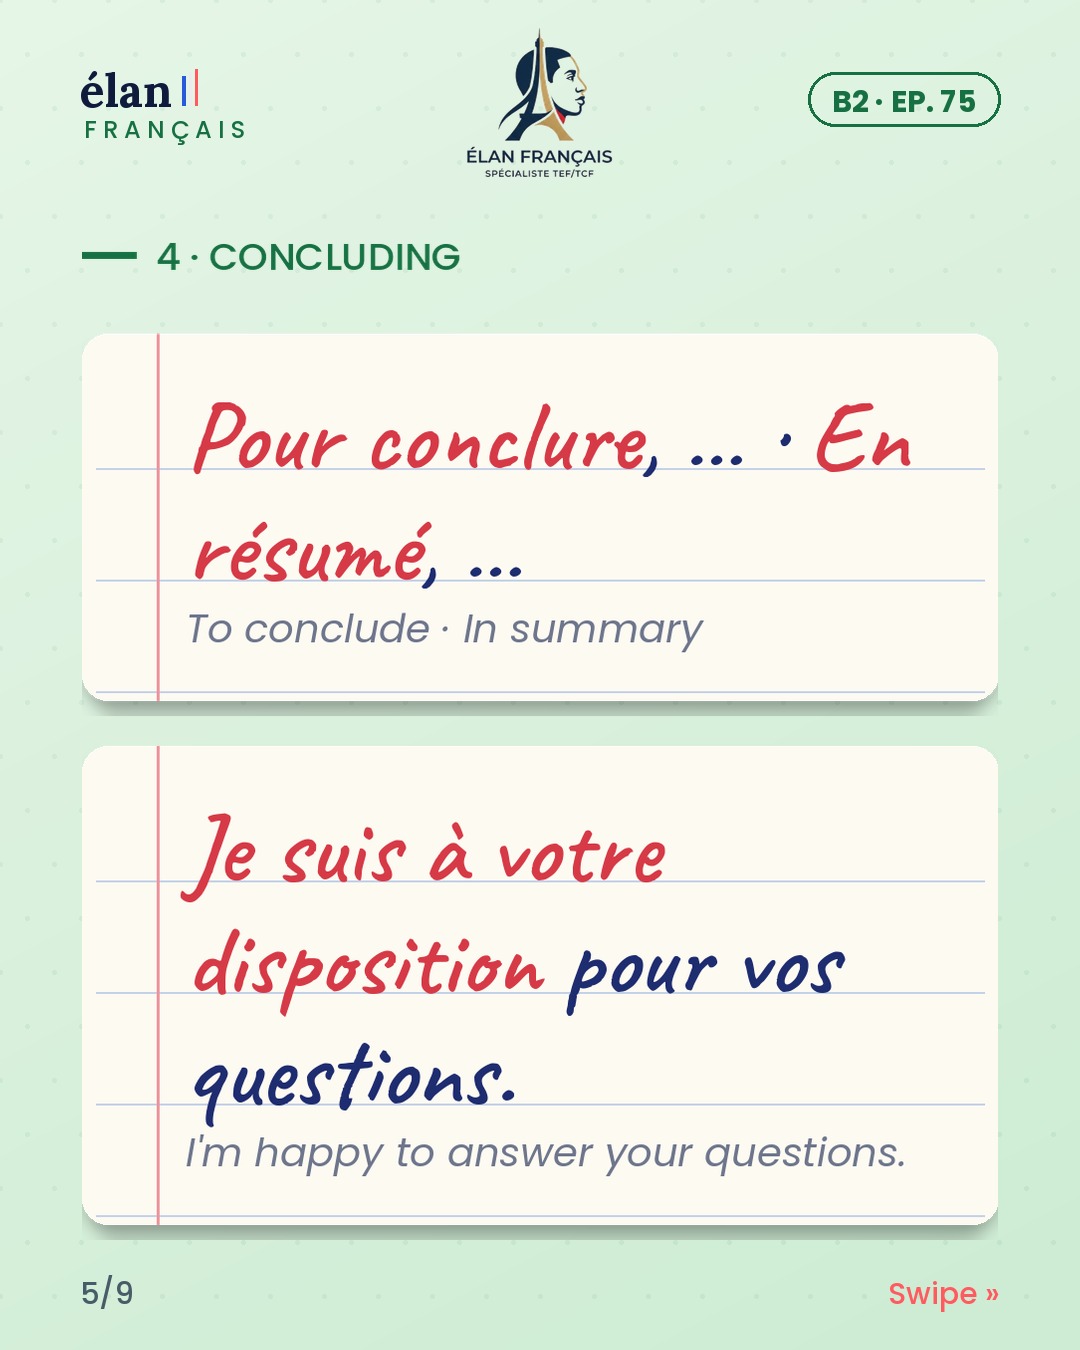 élan
FRANÇAIS
ÉLAN FRANÇAIS
SPÉCIALISTE TEF/TCF
B2 · EP. 75
4 · CONCLUDING
Pour conclure, ... · En
résumé, ...
To conclude · In summary
Je suis à votre
disposition pour vos
questions.
I'm happy to answer your questions.
5/9
Swipe »